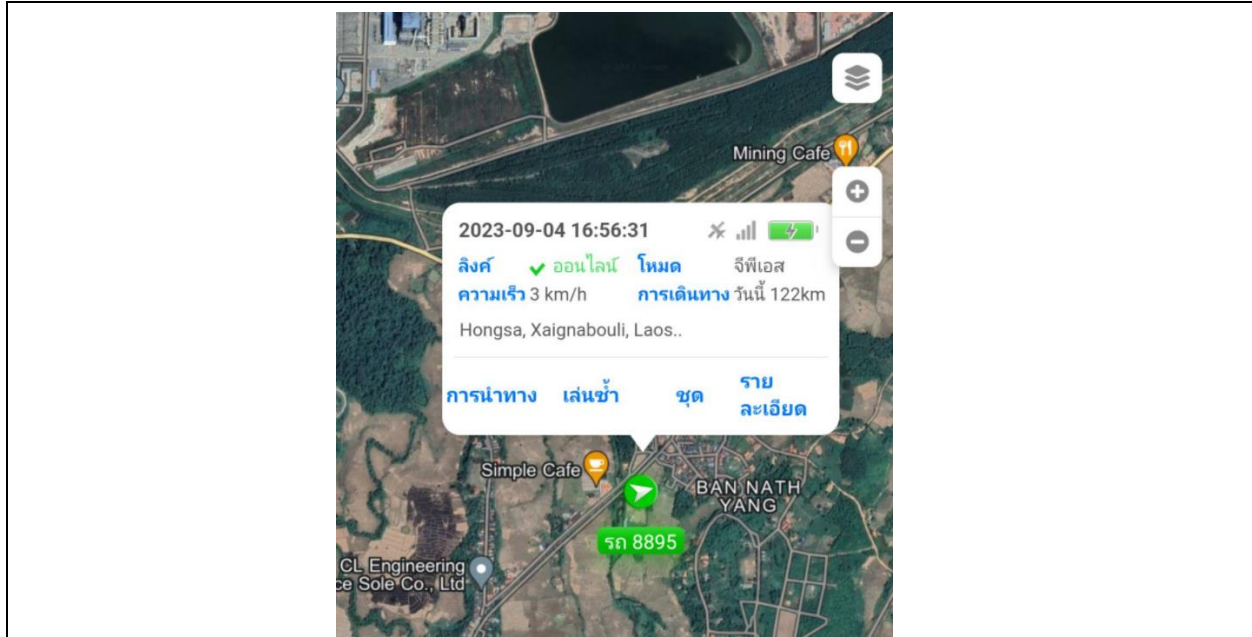 Mining Cafe
2023-09-04 16:56:31
ลิงค์ ออนไลน์ โหมด จีพีเอส
ความเร็ว 3 km/h การเดินทาง วันนี้ 122km
Hongsa, Xaignabouli, Laos..
การนำทาง เล่นซ้ำ ชุด ราย
ละเอียด
Simple Cafe
BAN NATH
YANG
รถ 8895
CL Engineering
ce Sole Co., Ltd